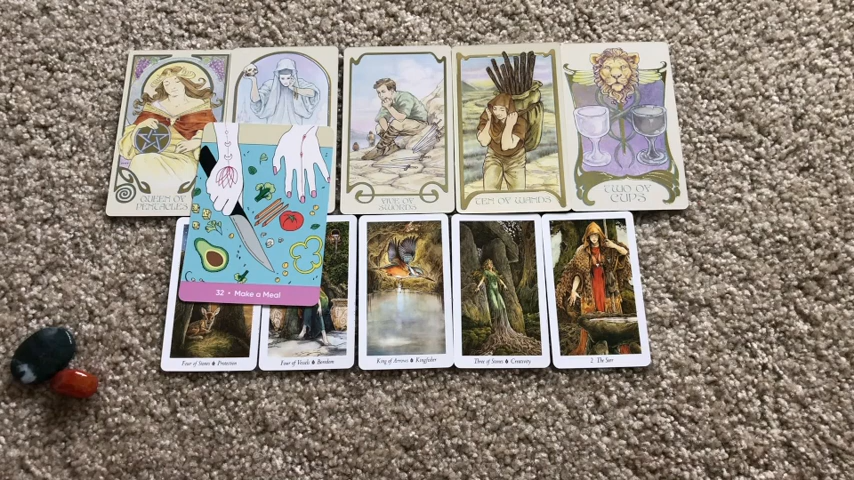 QUEEN OF
PENTACLES
FIVE OF
SWORDS
TEN OF WANDS
TWO OF
CUPS
32 • Make a Meal
Four of Stones Protection
Four of Vessels Boredom
King of Arrows Kingfisher
Three of Stones Creativity
2 The Seer